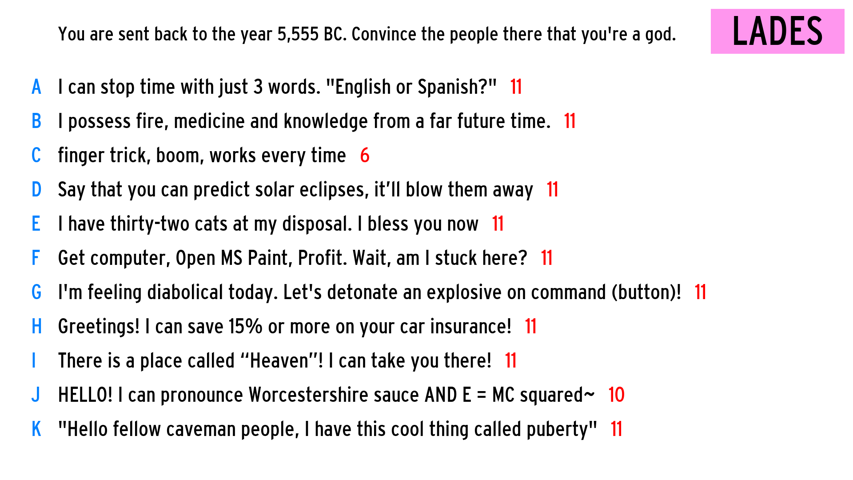 You are sent back to the year 5,555 BC. Convince the people there that you're a god.
LADES
A I can stop time with just 3 words. "English or Spanish?" 11
B I possess fire, medicine and knowledge from a far future time. 11
C finger trick, boom, works every time 6
D Say that you can predict solar eclipses, it’ll blow them away 11
E I have thirty-two cats at my disposal. I bless you now 11
F Get computer, Open MS Paint, Profit. Wait, am I stuck here? 11
G I'm feeling diabolical today. Let's detonate an explosive on command (button)! 11
H Greetings! I can save 15% or more on your car insurance! 11
I There is a place called “Heaven”! I can take you there! 11
J HELLO! I can pronounce Worcestershire sauce AND E = MC squared~ 10
K "Hello fellow caveman people, I have this cool thing called puberty" 11